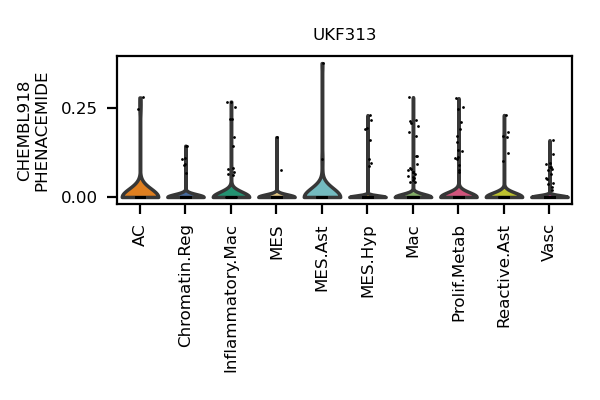 UKF313
CHEMBL918
PHENACEMIDE
0.25
0.00
AC
Chromatin.Reg
Inflammatory.Mac
MES
MES.Ast
MES.Hyp
Mac
Prolif.Metab
Reactive.Ast
Vasc